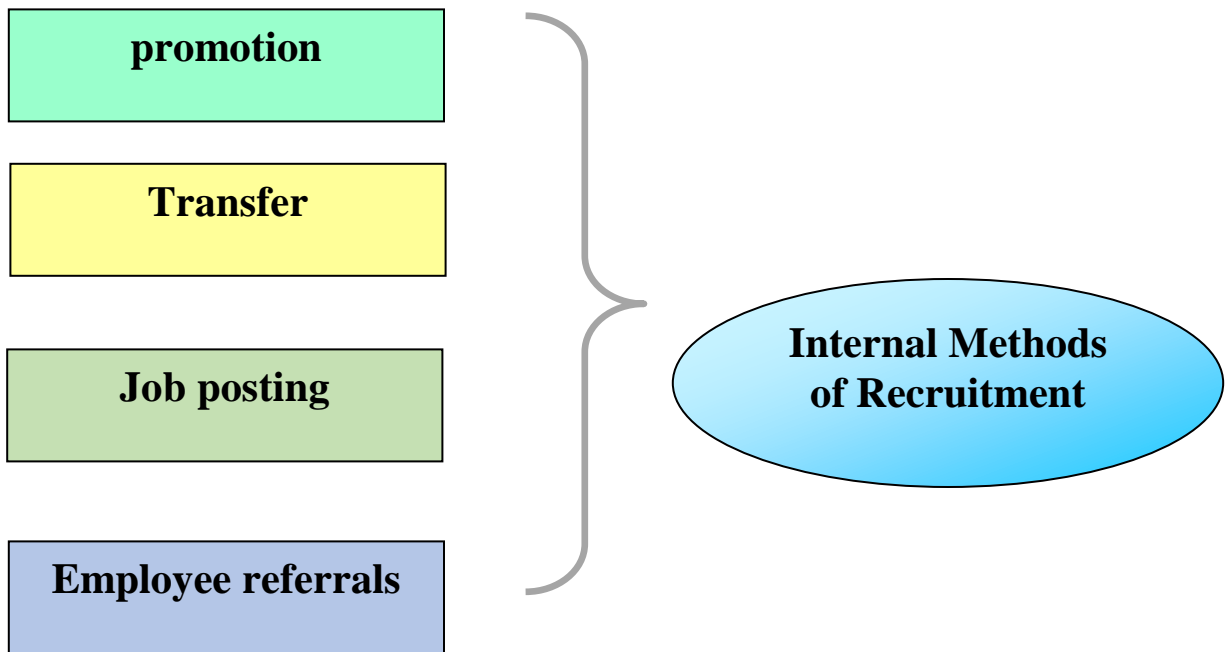 promotion
Transfer
Job posting
Employee referrals
Internal Methods
of Recruitment